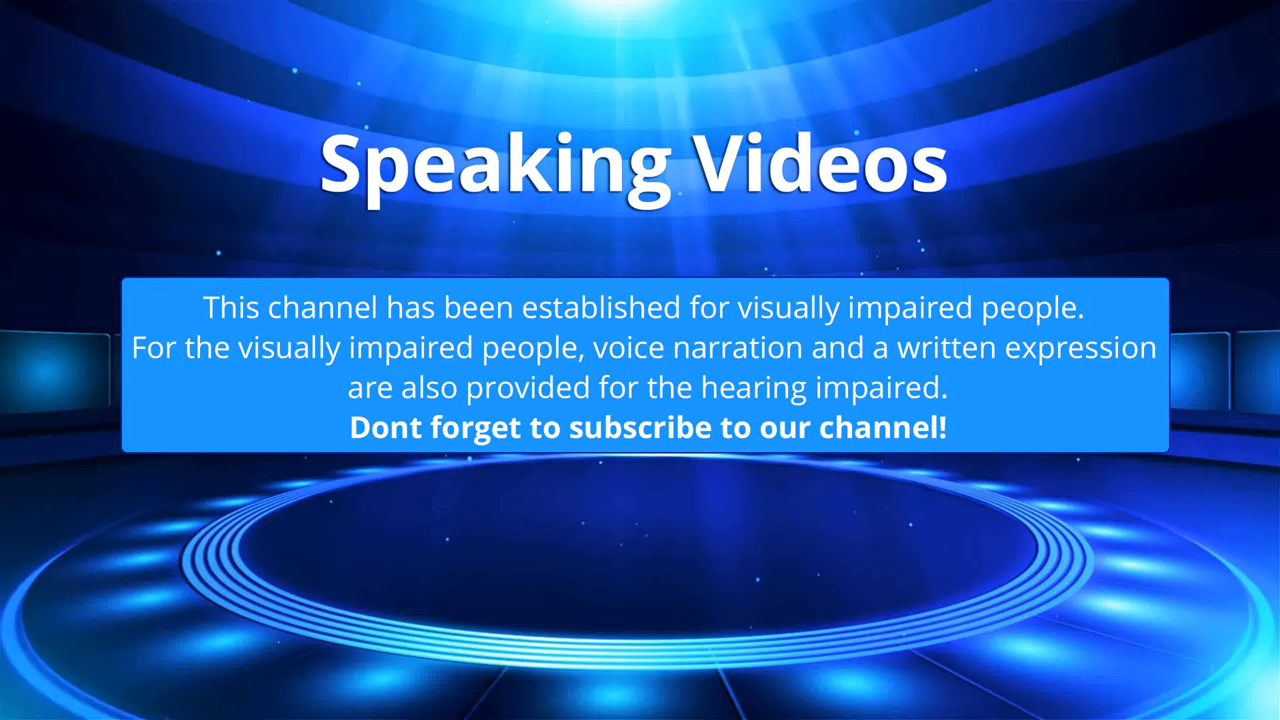 Speaking Videos
This channel has been established for visually impaired people.
For the visually impaired people, voice narration and a written expression
are also provided for the hearing impaired.
Dont forget to subscribe to our channel!